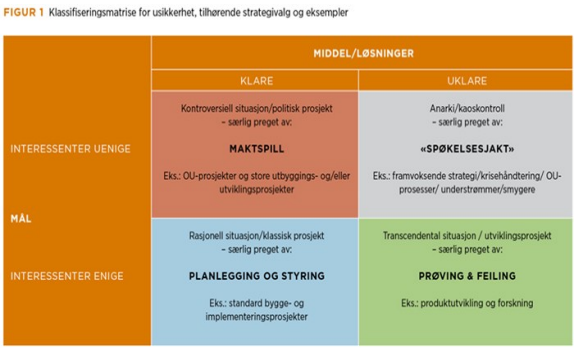 FIGUR 1 Klassifiseringsmatrise for usikkerhet, tilhørende strategivalg og eksempler
MIDDEL/LØSNINGER
KLARE
UKLARE
INTERESSENTER UENIGE
Kontroversiell situasjon/politisk prosjekt
– særlig preget av:
MAKTSPILL
Eks.: OU-prosjekter og store utbyggings- og/eller
utviklingsprosjekter
Anarki/kaoskontroll
– særlig preget av:
«SPØKELSESJAKT»
Eks.: framvoksende strategi/krisehåndtering/ OU-
prosesser/ understrømmer/smygere
MÅL
INTERESSENTER ENIGE
Rasjonell situasjon/klassisk prosjekt
– særlig preget av:
PLANLEGGING OG STYRING
Eks.: standard bygge- og
implementeringsprosjekter
Transcendental situasjon / utviklingsprosjekt
– særlig preget av:
PRØVING & FEILING
Eks.: produktutvikling og forskning